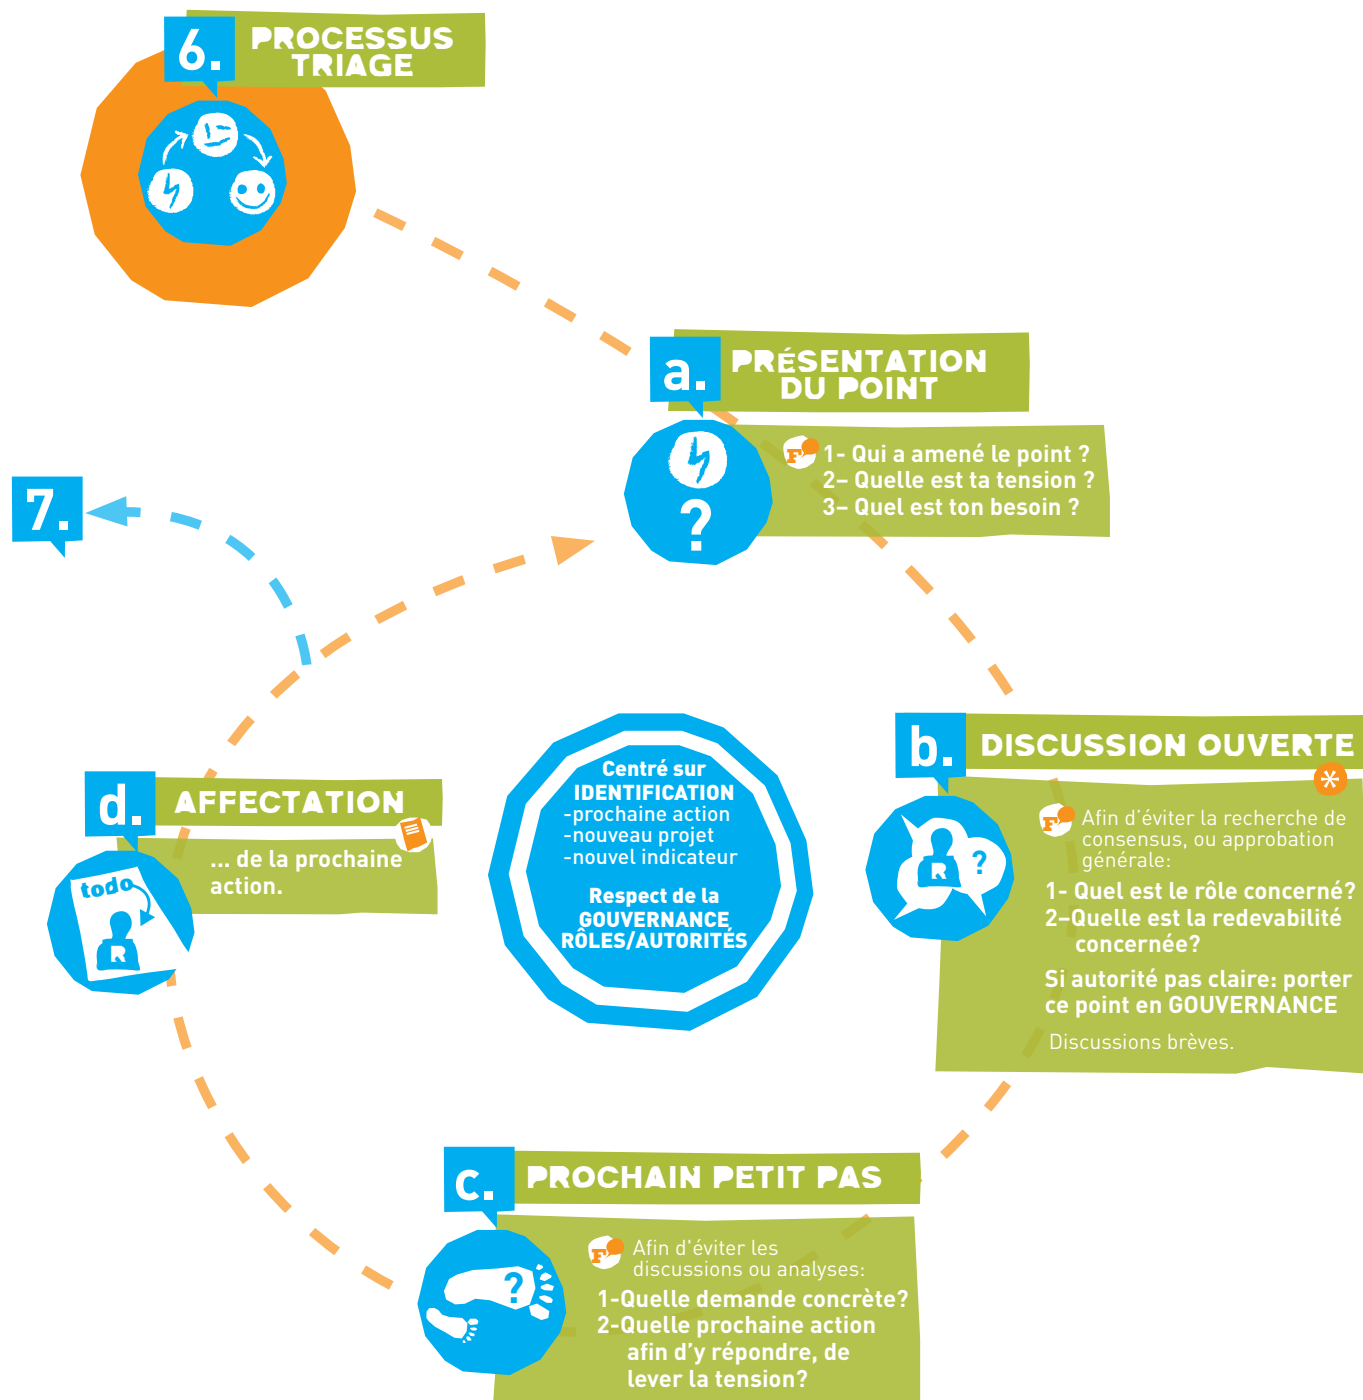 6.
PROCESSUS
TRIAGE
a.
PRÉSENTATION
DU POINT
F
1- Qui a amené le point ?
2– Quelle est ta tension ?
3– Quel est ton besoin ?
?
7.
b.
DISCUSSION OUVERTE
*
F
Afin d'éviter la recherche de
consensus, ou approbation
générale:
1- Quel est le rôle concerné?
2–Quelle est la redevabilité
concernée?
Si autorité pas claire: porter
ce point en GOUVERNANCE
Discussions brèves.
R
?
Centré sur
IDENTIFICATION
-prochaine action
-nouveau projet
-nouvel indicateur
Respect de la
GOUVERNANCE
RÔLES/AUTORITÉS
d.
AFFECTATION
... de la prochaine
action.
todo
R
c.
PROCHAIN PETIT PAS
F
Afin d'éviter les
discussions ou analyses:
1-Quelle demande concrète?
2-Quelle prochaine action
afin d'y répondre, de
lever la tension?
?